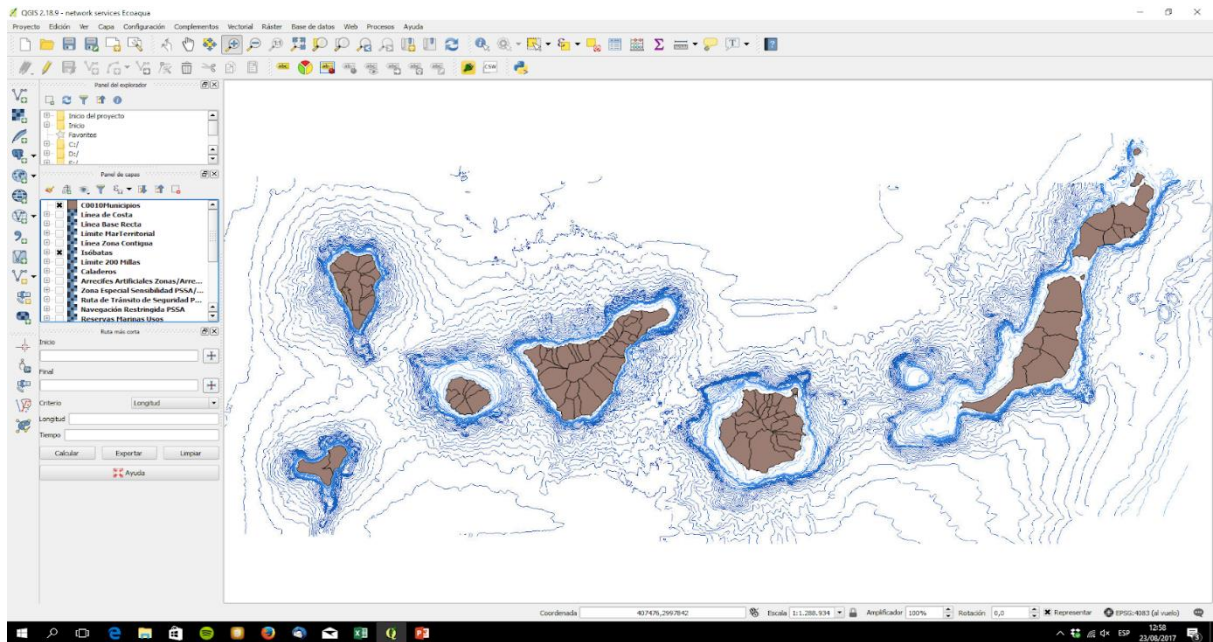 QGIS 2.18.9 - network services Ecoaqua
Proyecto Edición Ver Capa Configuración Complementos Vectorial Ráster Base de datos Web Procesos Ayuda
CSW
Panel del explorador
Inicio del proyecto
Inicio
Favoritos
C:/
D:/
E:/
Panel de capas
C0010Municipios
Línea de Costa
Línea Base Recta
Límite MarTerritorial
Línea Zona Contigua
Isóbatas
Límite 200 Millas
Caladeros
Arrecifes Artificiales Zonas/Arre...
Zona Especial Sensibilidad PSSA/...
Ruta de Tránsito de Seguridad P...
Navegación Restringida PSSA
Reservas Marinas Usos
Ruta más corta
Inicio
Final
Criterio Longitud
Longitud
Tiempo
Calcular Exportar Limpiar
Ayuda
Coordenada 407476,2997842 Escala 1:1.288.934 Amplificador 100% Rotación 0,0 Representar EPSG:4083 (al vuelo)
ESP 12:58
23/08/2017